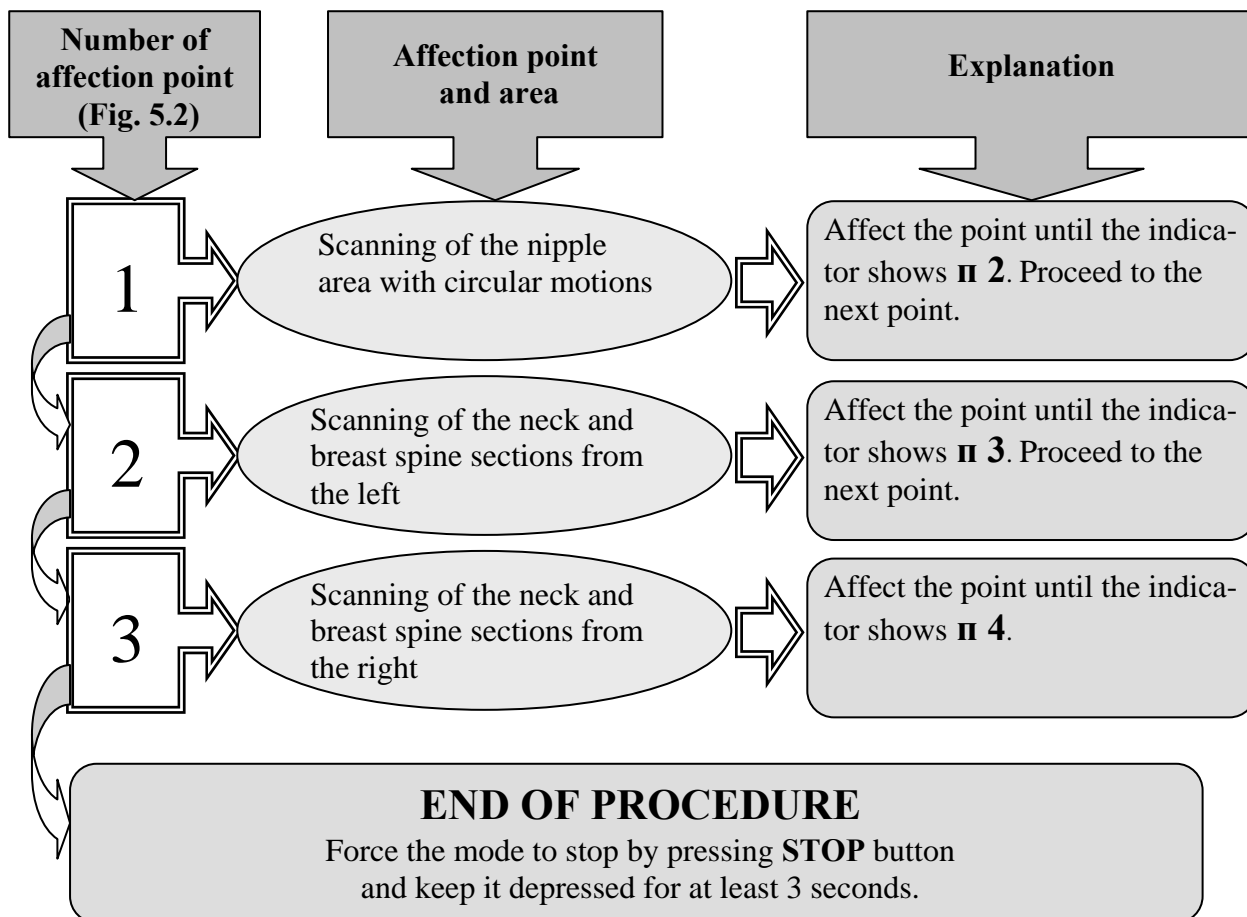 Number of
affection point
(Fig. 5.2)
Affection point
and area
Explanation
1
Scanning of the nipple
area with circular motions
Affect the point until the indica-
tor shows п 2. Proceed to the
next point.
2
Scanning of the neck and
breast spine sections from
the left
Affect the point until the indica-
tor shows п 3. Proceed to the
next point.
3
Scanning of the neck and
breast spine sections from
the right
Affect the point until the indica-
tor shows п 4.
END OF PROCEDURE
Force the mode to stop by pressing STOP button
and keep it depressed for at least 3 seconds.